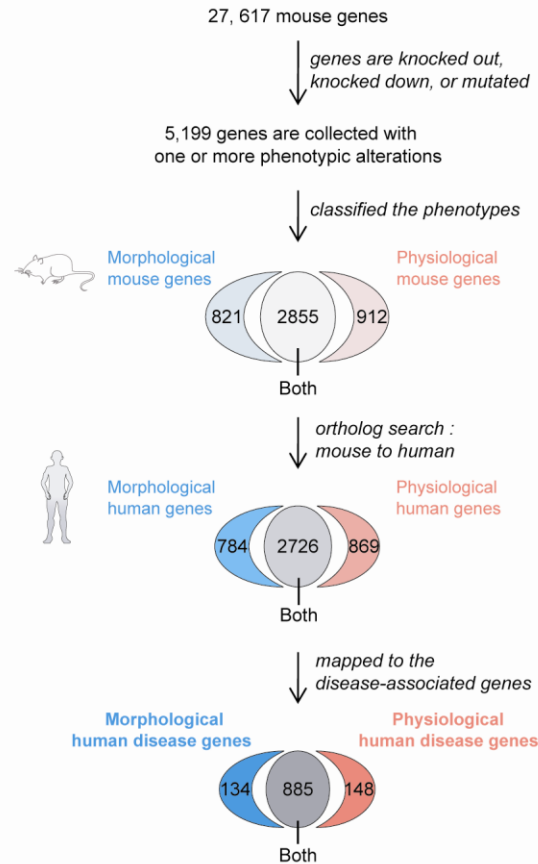 27, 617 mouse genes
genes are knocked out,
knocked down, or mutated
5,199 genes are collected with
one or more phenotypic alterations
classified the phenotypes
Morphological
mouse genes
Physiological
mouse genes
821
2855
912
Both
ortholog search :
mouse to human
Morphological
human genes
Physiological
human genes
784
2726
869
Both
mapped to the
disease-associated genes
Morphological
human disease genes
Physiological
human disease genes
134
885
148
Both